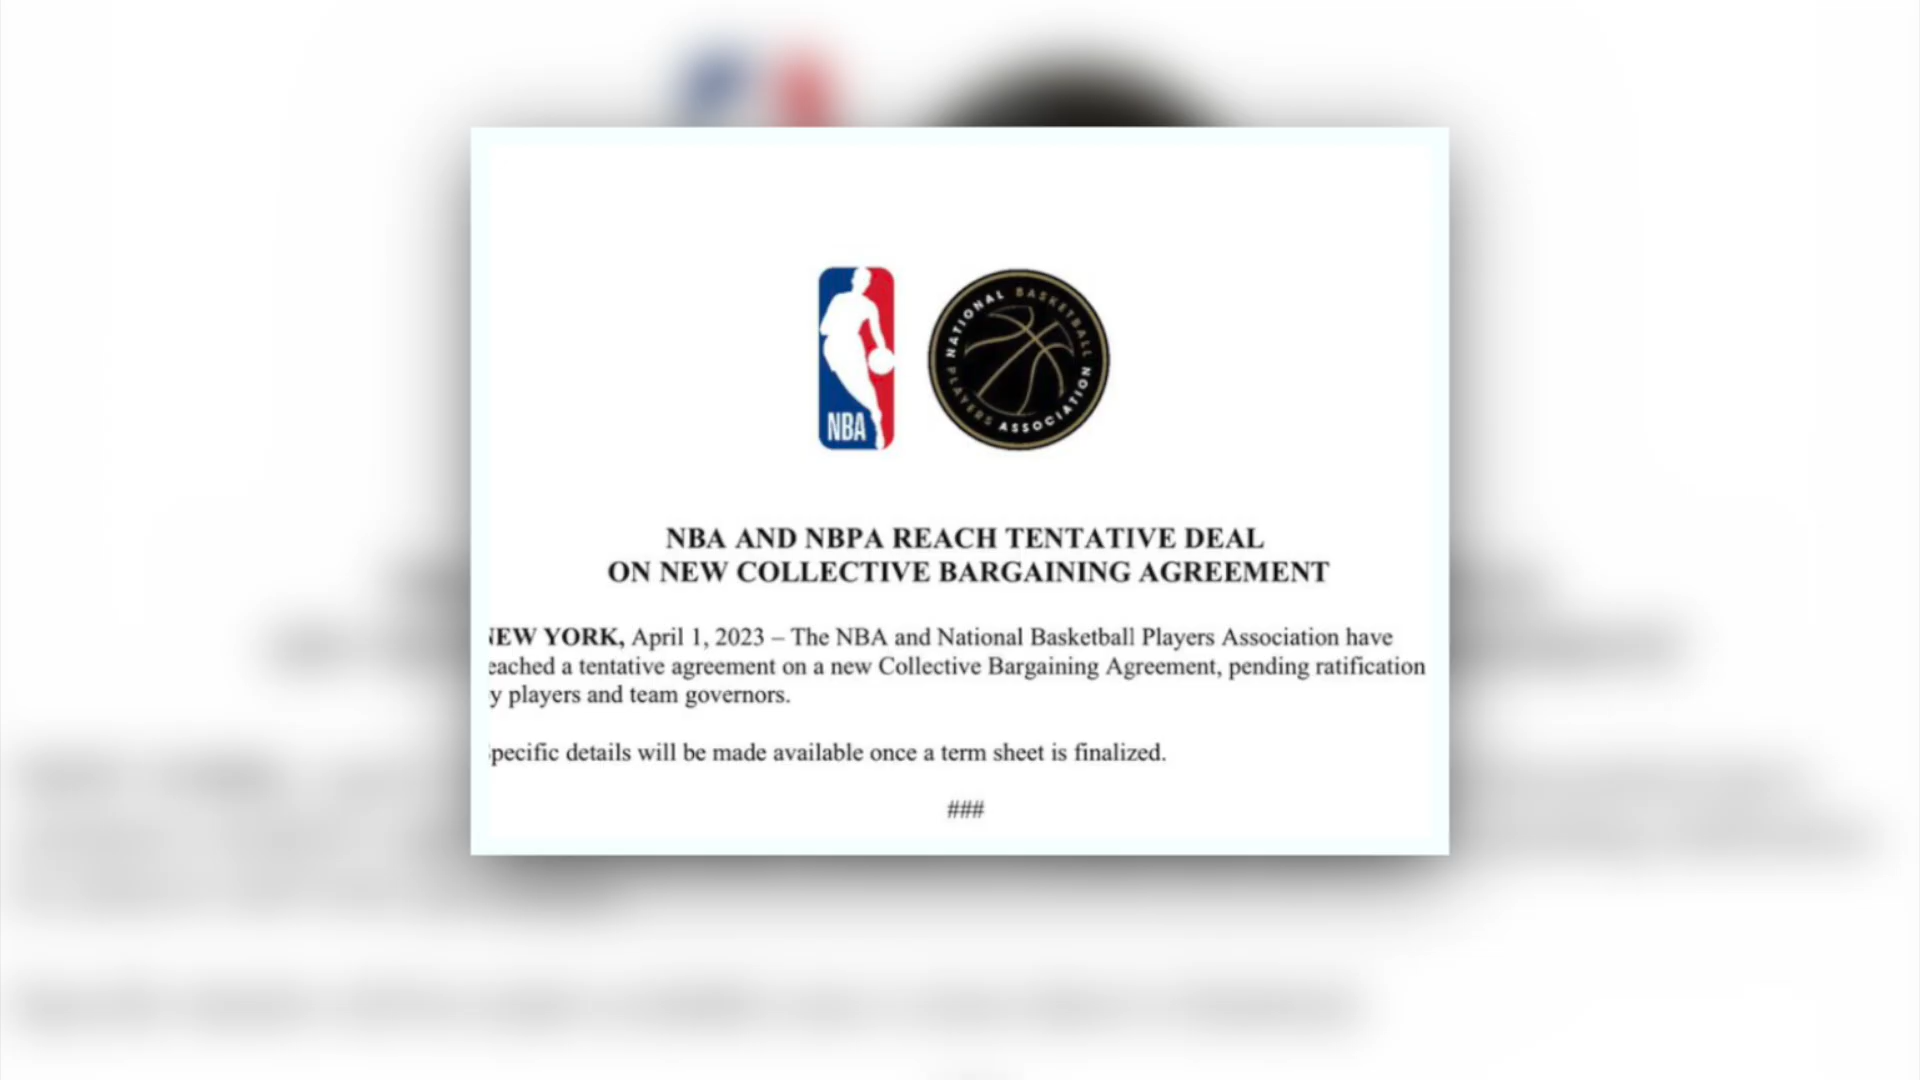 NBA
NATIONAL BASKETBALL PLAYERS ASSOCIATION
NBA AND NBPA REACH TENTATIVE DEAL
ON NEW COLLECTIVE BARGAINING AGREEMENT
NEW YORK, April 1, 2023 – The NBA and National Basketball Players Association have
eached a tentative agreement on a new Collective Bargaining Agreement, pending ratification
y players and team governors.
pecific details will be made available once a term sheet is finalized.
###